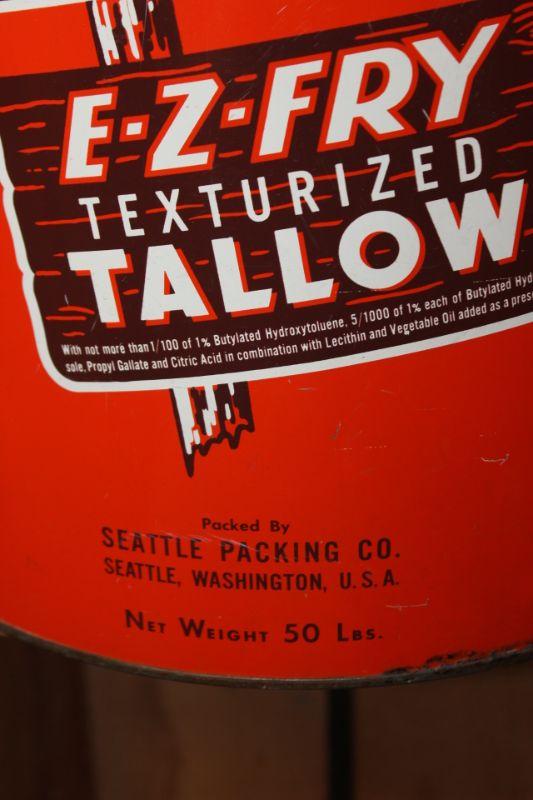 E-Z-FRY
TEXTURIZED
TALLOW
With not more than 1/100 of 1% Butylated Hydroxytoluene, 5/1000 of 1% each of Butylated
sole, Propyl Gallate and Citric Acid in combination with Lecithin and Vegetable Oil added as a
Packed By
SEATTLE PACKING CO.
SEATTLE, WASHINGTON, U.S.A.
NET WEIGHT 50 LBS.